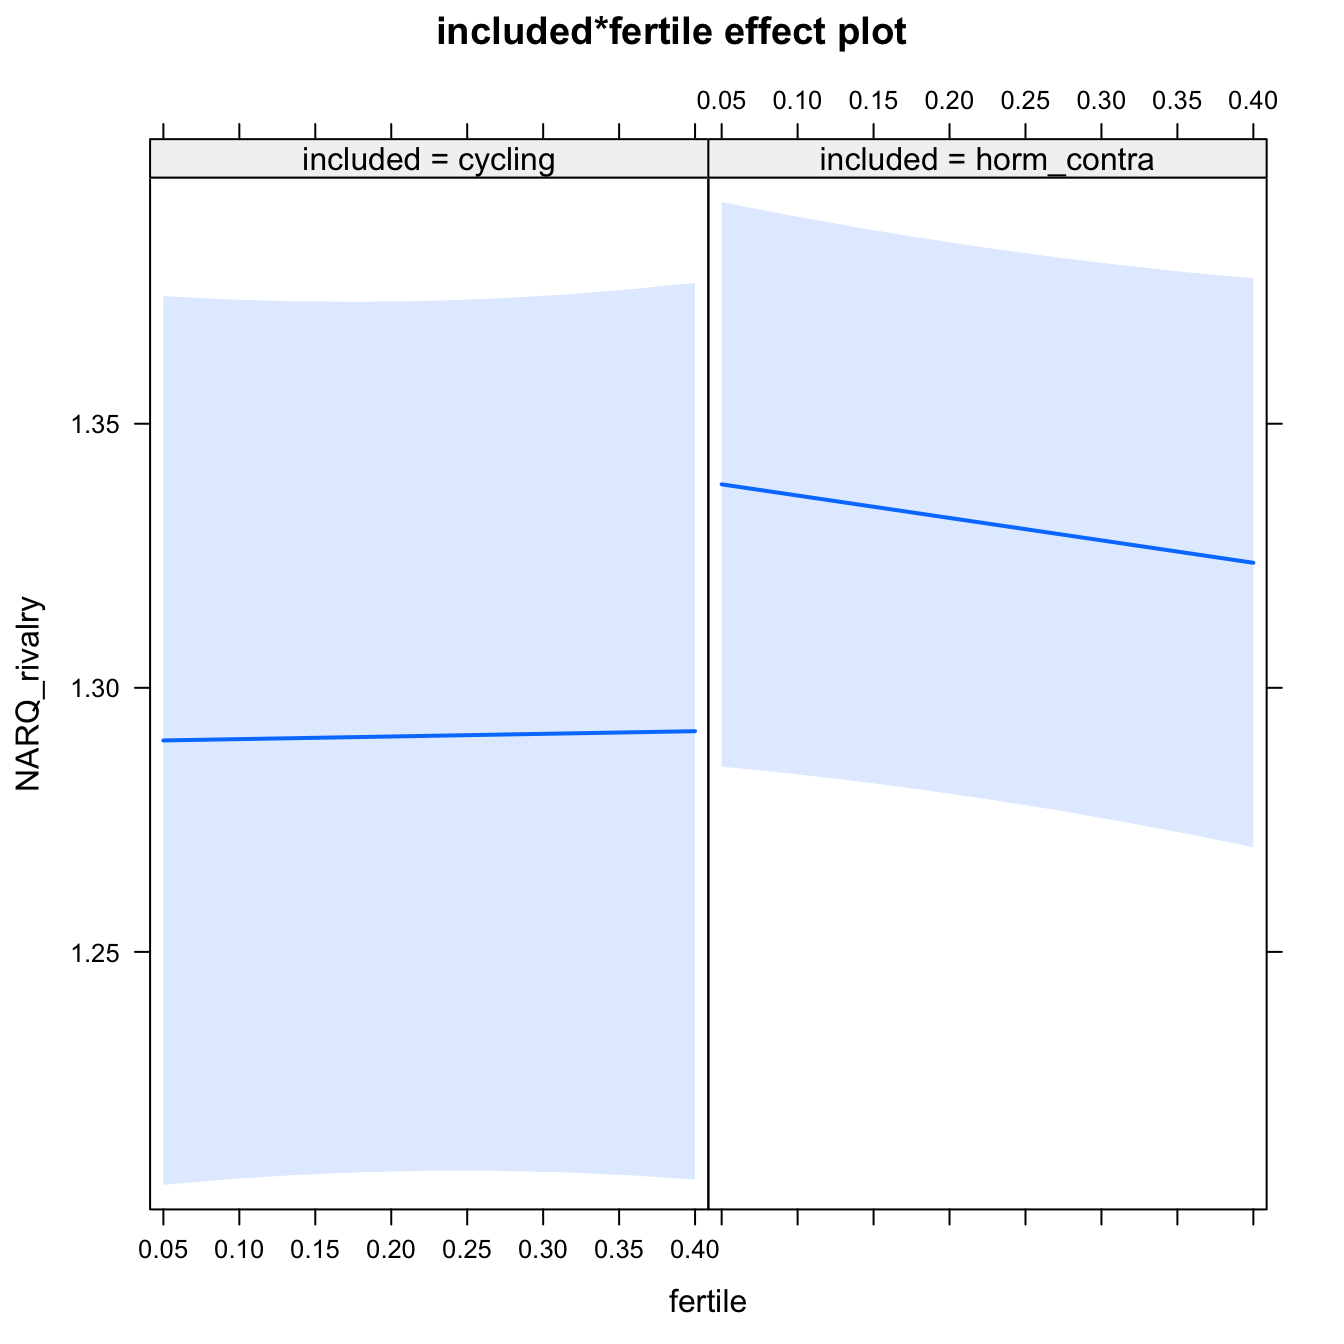 included*fertile effect plot
0.05 0.10 0.15 0.20 0.25 0.30 0.35 0.40
included = cycling
included = horm_contra
NARQ_rivalry
1.35
1.30
1.25
0.05 0.10 0.15 0.20 0.25 0.30 0.35 0.40
fertile